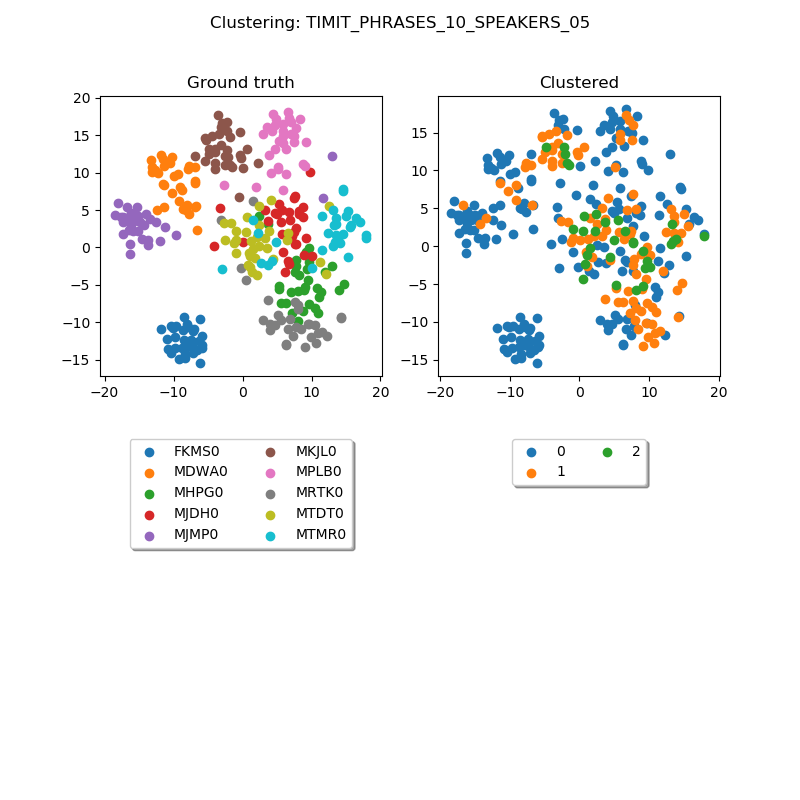 Clustering: TIMIT_PHRASES_10_SPEAKERS_05
Ground truth
20
15
10
5
0
−5
−10
−15
−20 −10 0 10 20
Clustered
15
10
5
0
−5
−10
−15
−20 −10 0 10 20
FKMS0 MKJL0
MDWA0 MPLB0
MHPG0 MRTK0
MJDH0 MTDT0
MJMP0 MTMR0
0 2
1